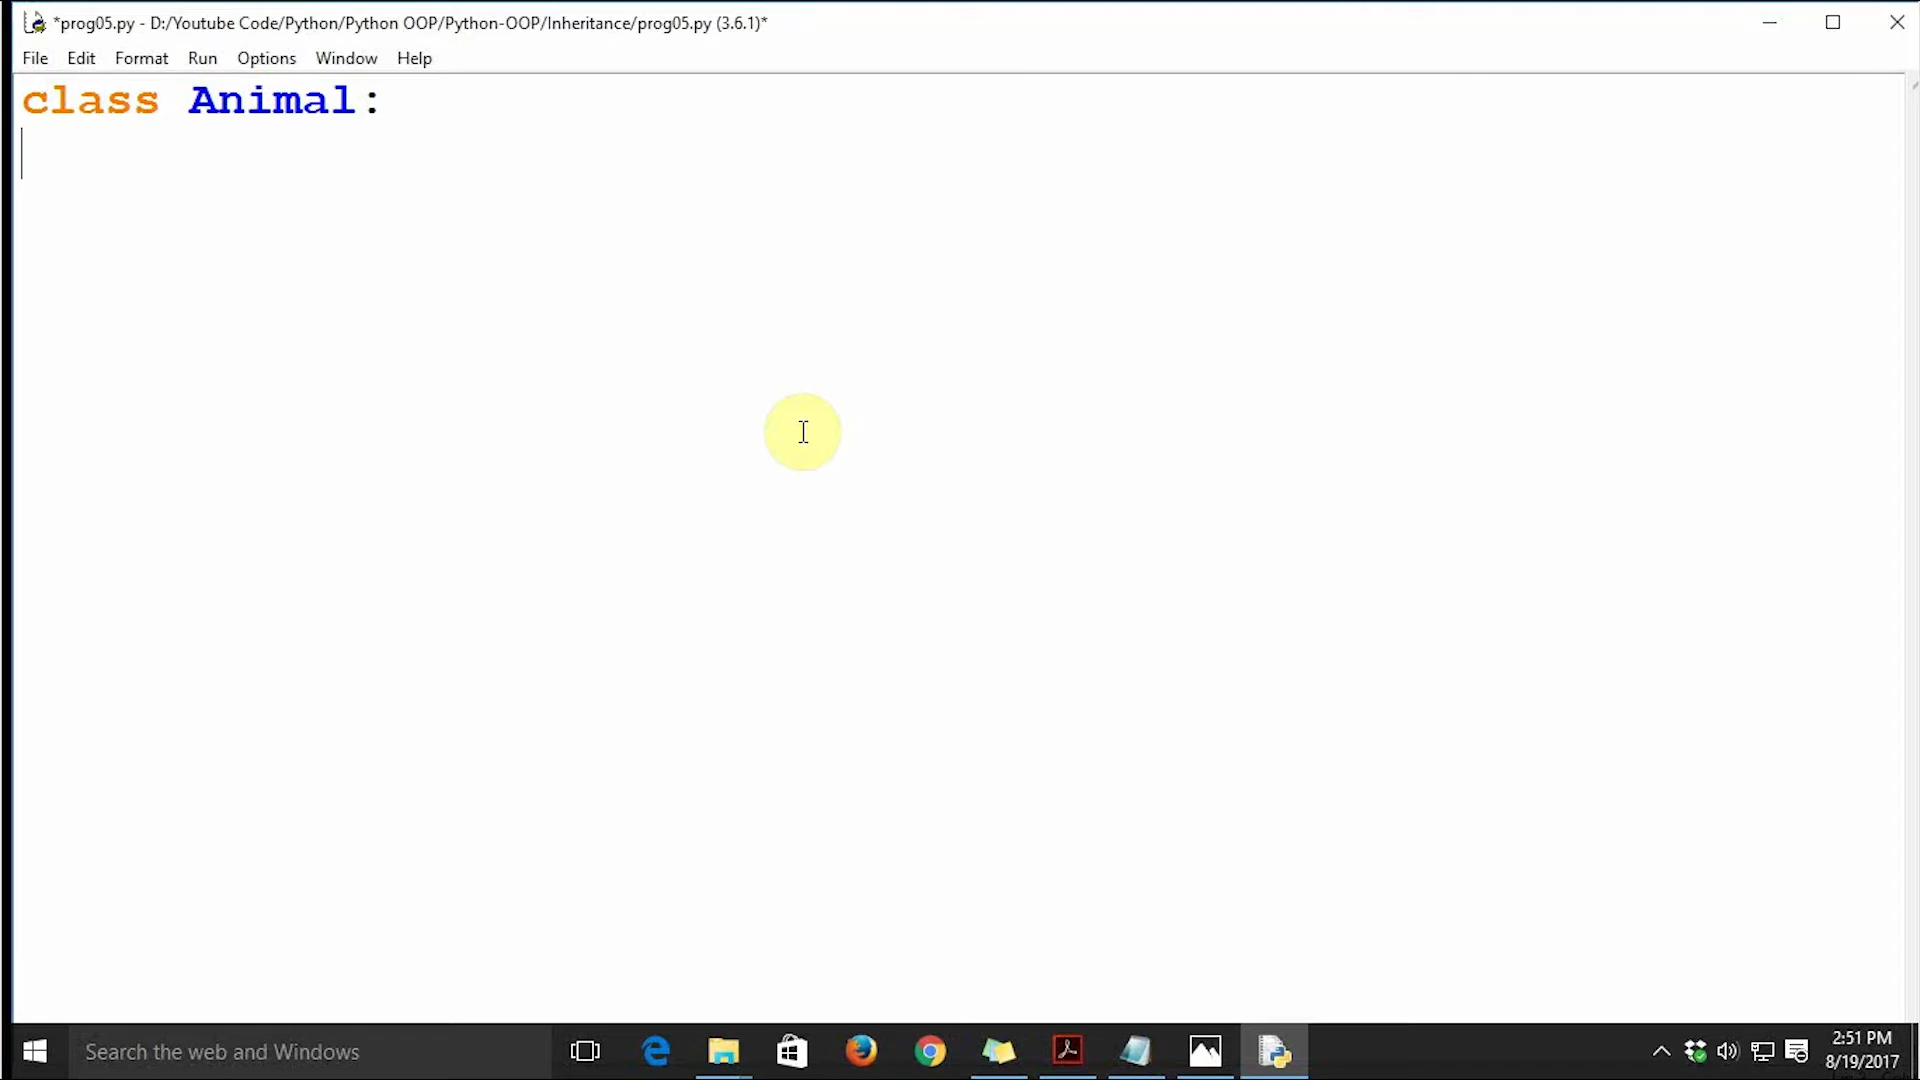 *prog05.py - D:/Youtube Code/Python/Python OOP/Python-OOP/Inheritance/prog05.py (3.6.1)*
File Edit Format Run Options Window Help
class Animal:
Search the web and Windows
2:51 PM
8/19/2017